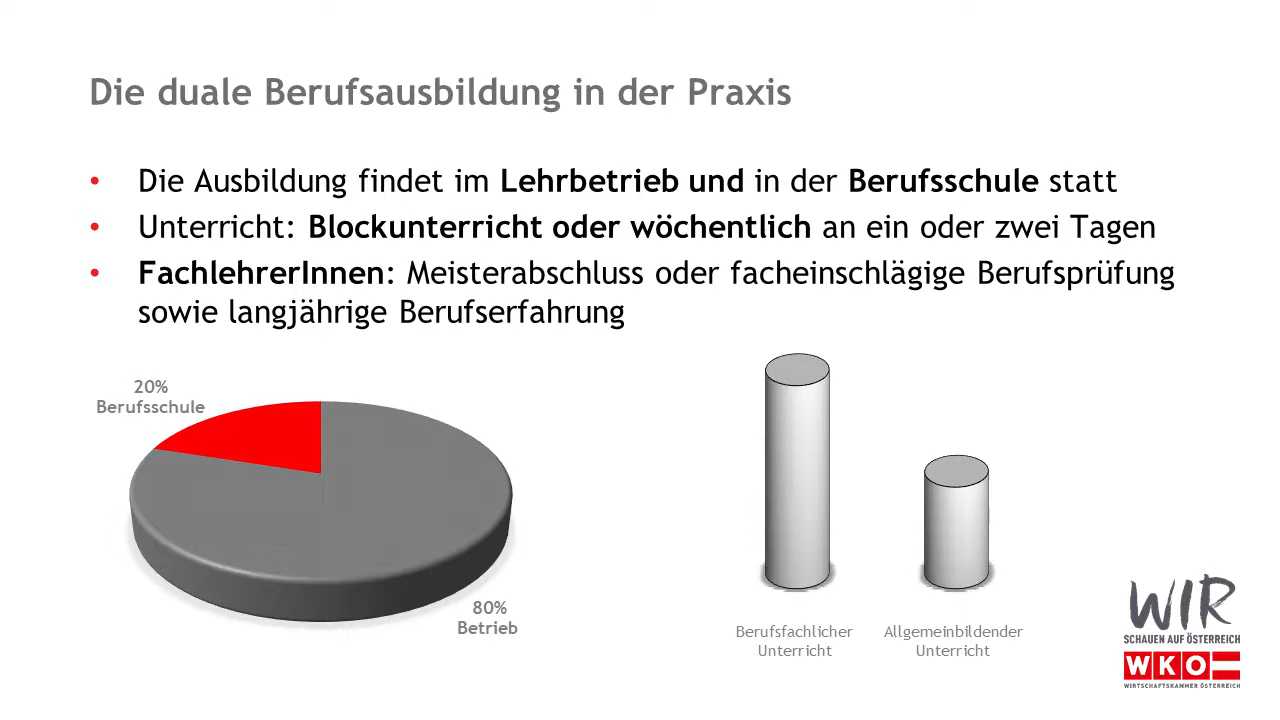 Die duale Berufsausbildung in der Praxis
• Die Ausbildung findet im Lehrbetrieb und in der Berufsschule statt
• Unterricht: Blockunterricht oder wöchentlich an ein oder zwei Tagen
• FachlehrerInnen: Meisterabschluss oder facheinschlägige Berufsprüfung
sowie langjährige Berufserfahrung
20%
Berufsschule
80%
Betrieb
Berufsfachlicher
Unterricht
Allgemeinbildender
Unterricht
WIR
SCHAUEN AUF ÖSTERREICH
WKO
WIRTSCHAFTSKAMMER ÖSTERREICH